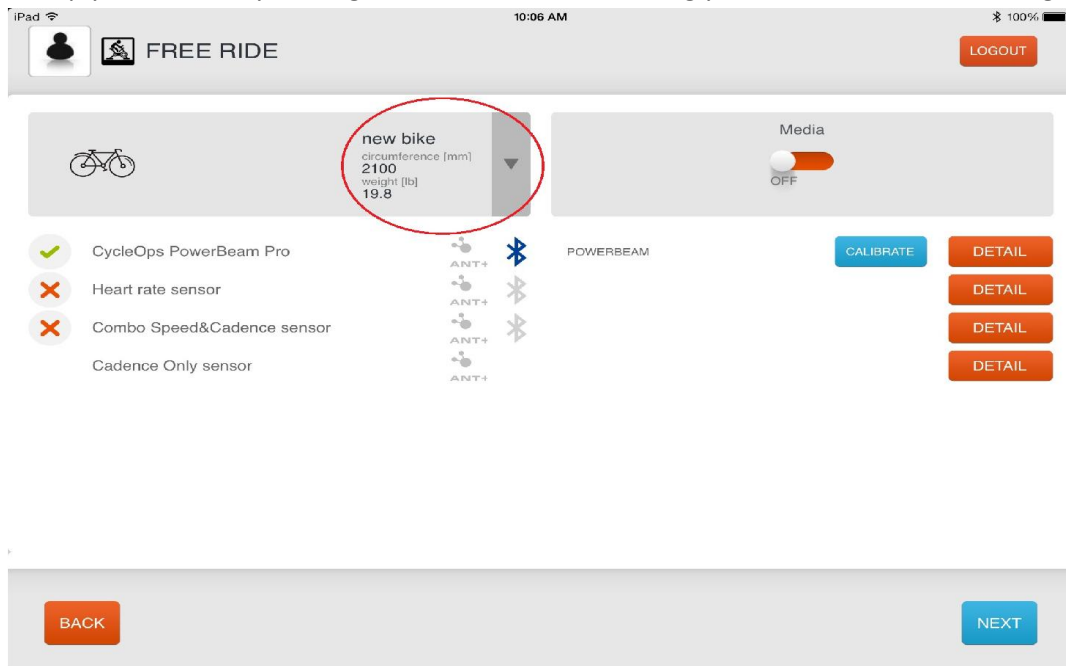 iPad 10:06 AM 100%
FREE RIDE
LOGOUT
new bike
circumference [mm]
2100
weight [lb]
19.8
Media
OFF
CycleOps PowerBeam Pro ANT+ POWERBEAM CALIBRATE DETAIL
Heart rate sensor ANT+ DETAIL
Combo Speed&Cadence sensor ANT+ DETAIL
Cadence Only sensor ANT+ DETAIL
BACK
NEXT